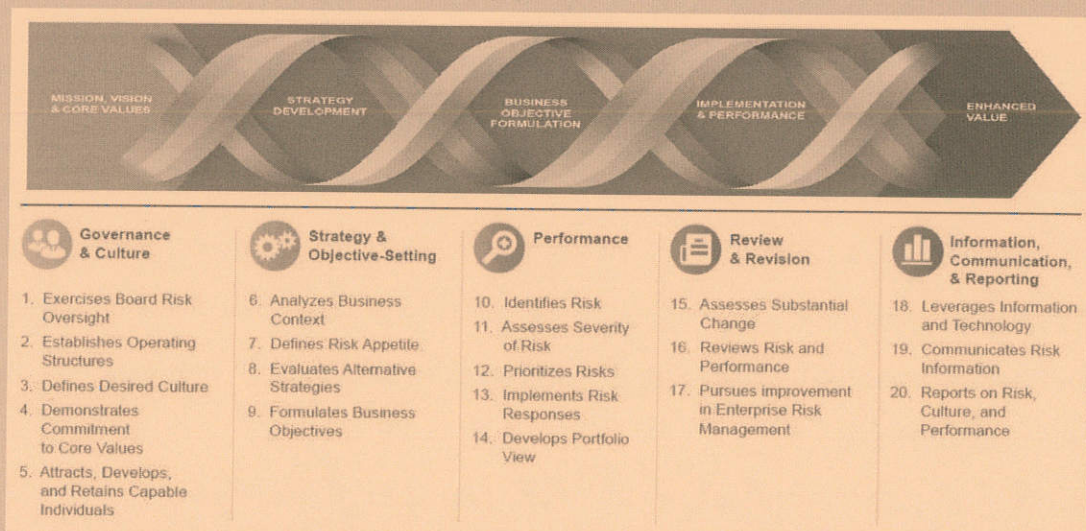 MISSION, VISION
& CORE VALUES
STRATEGY
DEVELOPMENT
BUSINESS
OBJECTIVE
FORMULATION
IMPLEMENTATION
& PERFORMANCE
ENHANCED
VALUE
Governance
& Culture
1. Exercises Board Risk
Oversight
2. Establishes Operating
Structures
3. Defines Desired Culture
4. Demonstrates
Commitment
to Core Values
5. Attracts, Develops,
and Retains Capable
Individuals
Strategy &
Objective-Setting
6. Analyzes Business
Context
7. Defines Risk Appetite
8. Evaluates Alternative
Strategies
9. Formulates Business
Objectives
Performance
10. Identifies Risk
11. Assesses Severity
of Risk
12. Prioritizes Risks
13. Implements Risk
Responses
14. Develops Portfolio
View
Review
& Revision
15. Assesses Substantial
Change
16. Reviews Risk and
Performance
17. Pursues improvement
in Enterprise Risk
Management
Information,
Communication,
& Reporting
18. Leverages Information
and Technology
19. Communicates Risk
Information
20. Reports on Risk,
Culture, and
Performance